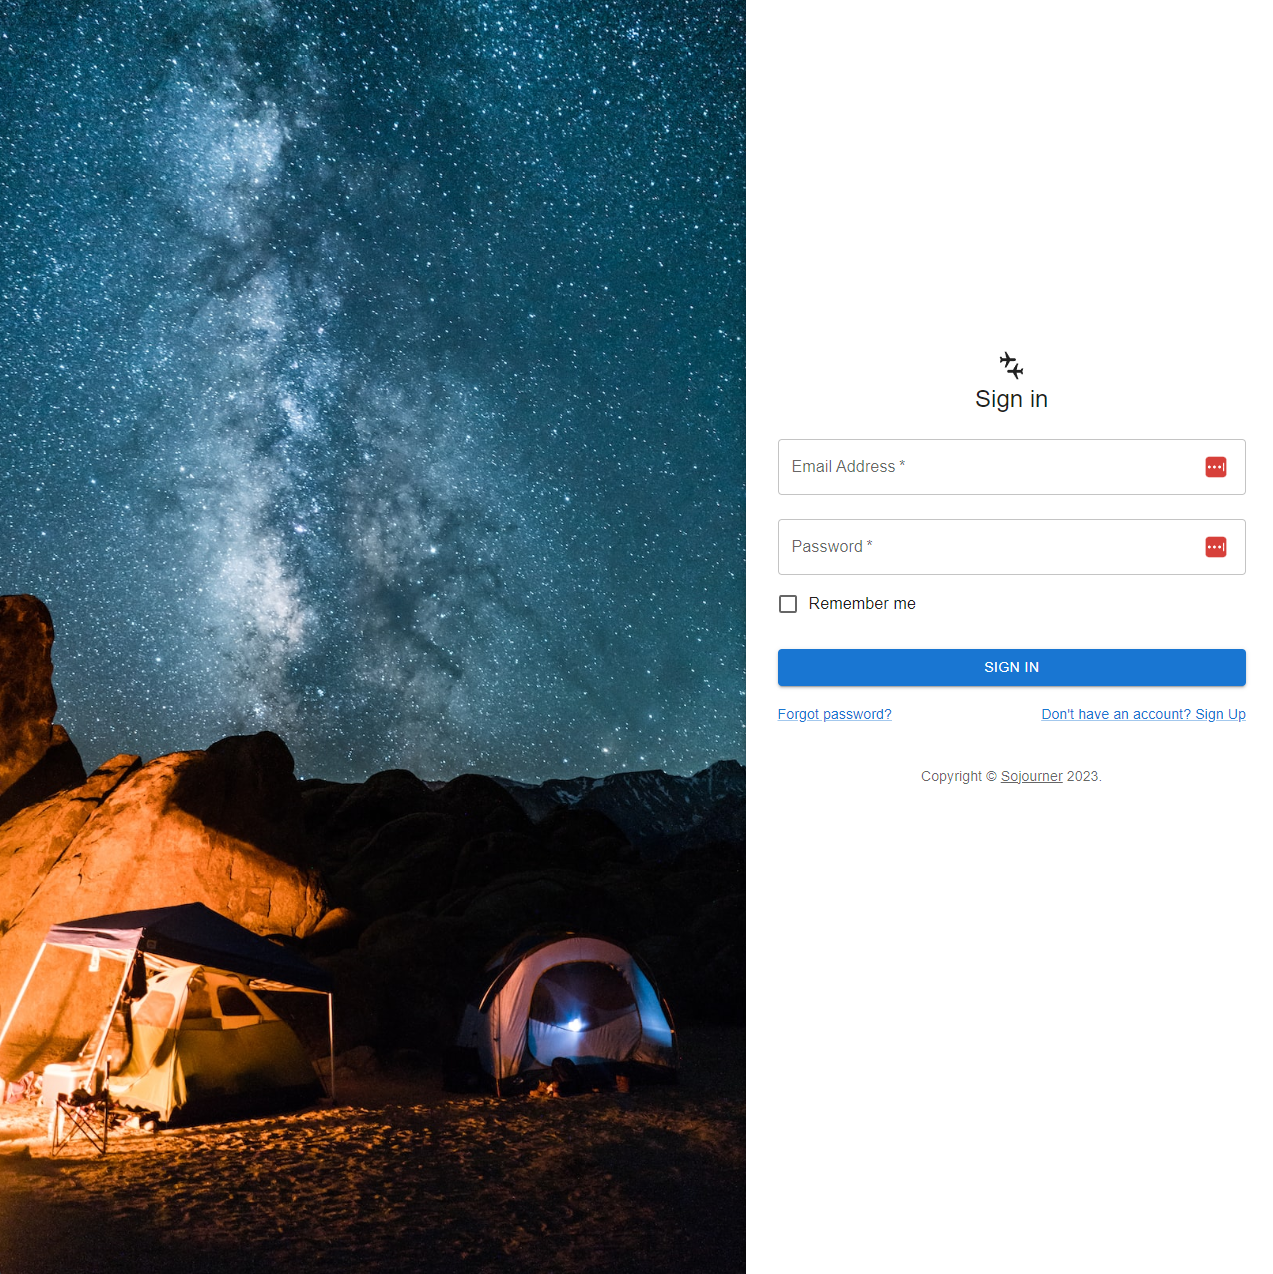 Sign in
Email Address *
Password *
Remember me
SIGN IN
Forgot password? Don't have an account? Sign Up
Copyright © Sojourner 2023.